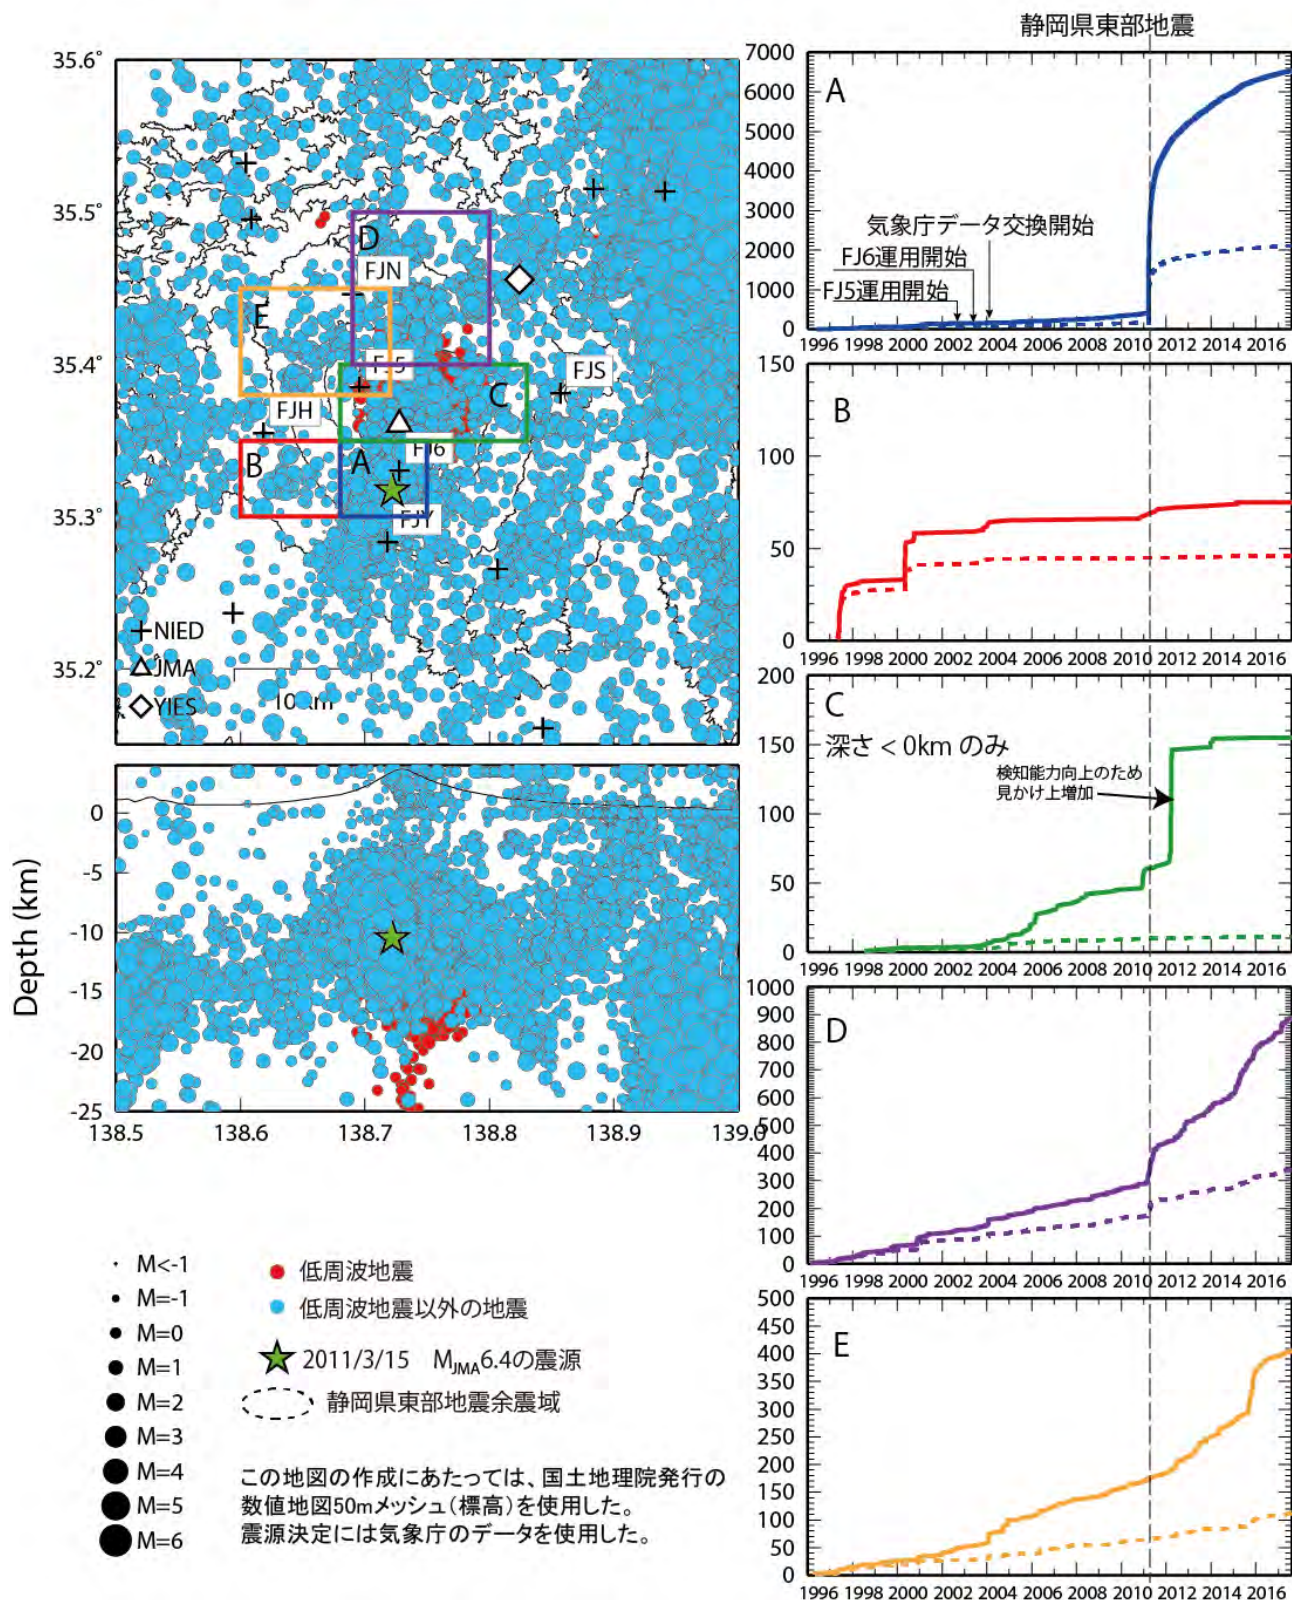 静岡県東部地震
35.6°
35.5°
35.4°
35.3°
35.2°
D
FJN
E
FJ5
FJS
C
FJH
FJ6
B
A
FJY
NIED
JMA
YIES
10 km
Depth (km)
0
-5
-10
-15
-20
-25
138.5 138.6 138.7 138.8 138.9 139.0
M<-1
M=-1
M=0
M=1
M=2
M=3
M=4
M=5
M=6
低周波地震
低周波地震以外の地震
2011/3/15 MJMA6.4の震源
静岡県東部地震余震域
この地図の作成にあたっては、国土地理院発行の
数値地図50mメッシュ(標高)を使用した。
震源決定には気象庁のデータを使用した。
7000
6000
5000
4000
3000
2000
1000
0
A
気象庁データ交換開始
FJ6運用開始
FJ5運用開始
1996 1998 2000 2002 2004 2006 2008 2010 2012 2014 2016
150
100
50
0
B
1996 1998 2000 2002 2004 2006 2008 2010 2012 2014 2016
200
150
100
50
0
C
深さ < 0km のみ
検知能力向上のため
見かけ上増加
1996 1998 2000 2002 2004 2006 2008 2010 2012 2014 2016
1000
900
800
700
600
500
400
300
200
100
0
D
1996 1998 2000 2002 2004 2006 2008 2010 2012 2014 2016
500
450
400
350
300
250
200
150
100
50
0
E
1996 1998 2000 2002 2004 2006 2008 2010 2012 2014 2016